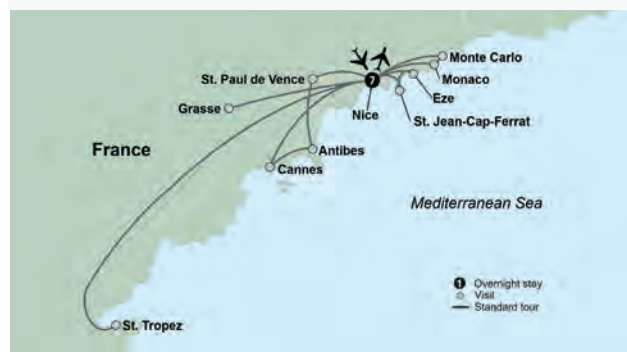 Monte Carlo
St. Paul de Vence
7
Monaco
Grasse
Eze
Nice
St. Jean-Cap-Ferrat
France
Antibes
Cannes
Mediterranean Sea
1 Overnight stay
Visit
Standard tour
St. Tropez